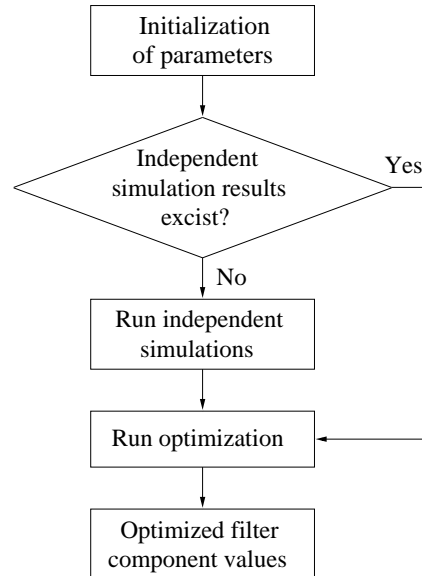 Initialization
of parameters
Independent
simulation results
excist?
Yes
No
Run independent
simulations
Run optimization
Optimized filter
component values